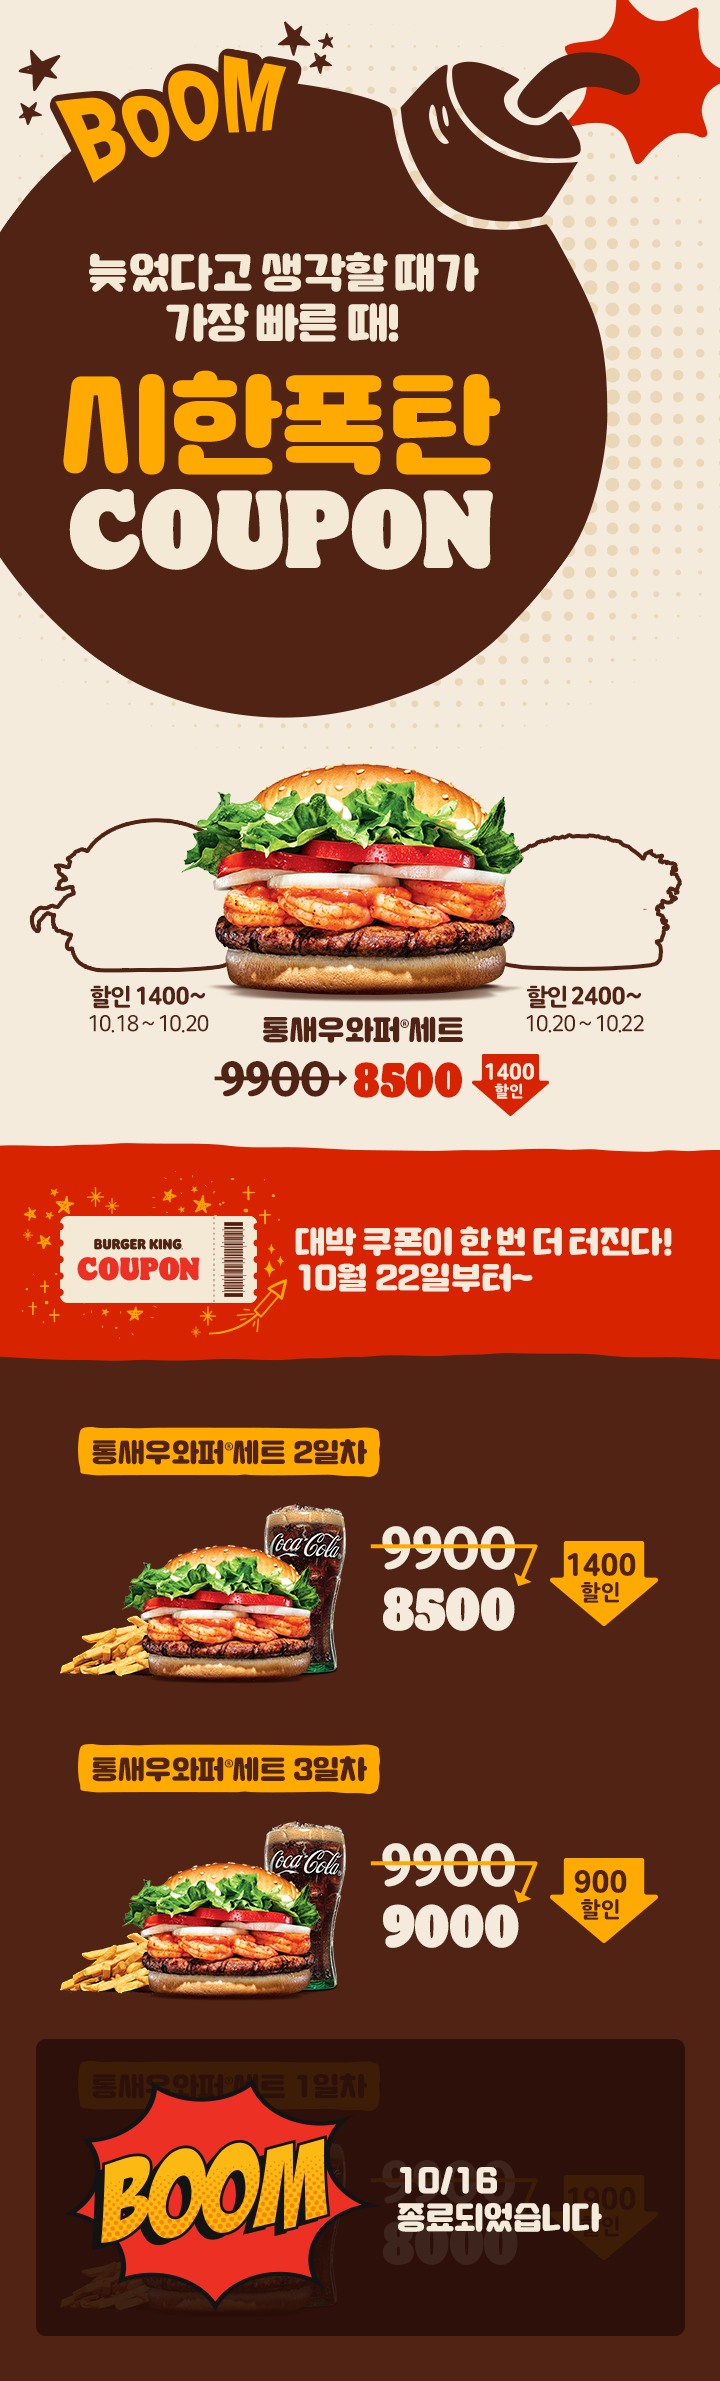 BOOM
늦었다고 생각할 때가
가장 빠른 때!
시한폭탄
COUPON
할인 1400~
10.18 ~ 10.20
할인 2400~
10.20 ~ 10.22
통새우와퍼®세트
9900 8500 1400
할인
BURGER KING
COUPON
대박 쿠폰이 한 번 더 터진다!
10월 22일부터~
통새우와퍼®세트 2일차
Coca-Cola
9900
8500
1400
할인
통새우와퍼®세트 3일차
Coca-Cola
9900
9000
900
할인
통새우와퍼®세트 1일차
BOOM
10/16
종료되었습니다
9900
8000
1900
할인